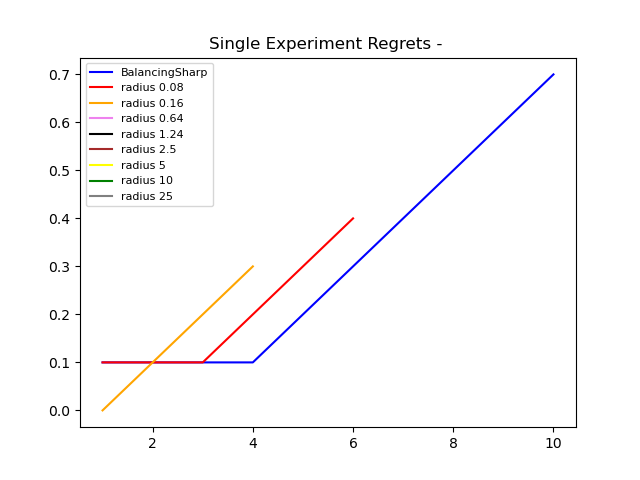 Single Experiment Regrets -
BalancingSharp
radius 0.08
radius 0.16
radius 0.64
radius 1.24
radius 2.5
radius 5
radius 10
radius 25
0.7
0.6
0.5
0.4
0.3
0.2
0.1
0.0
2 4 6 8 10